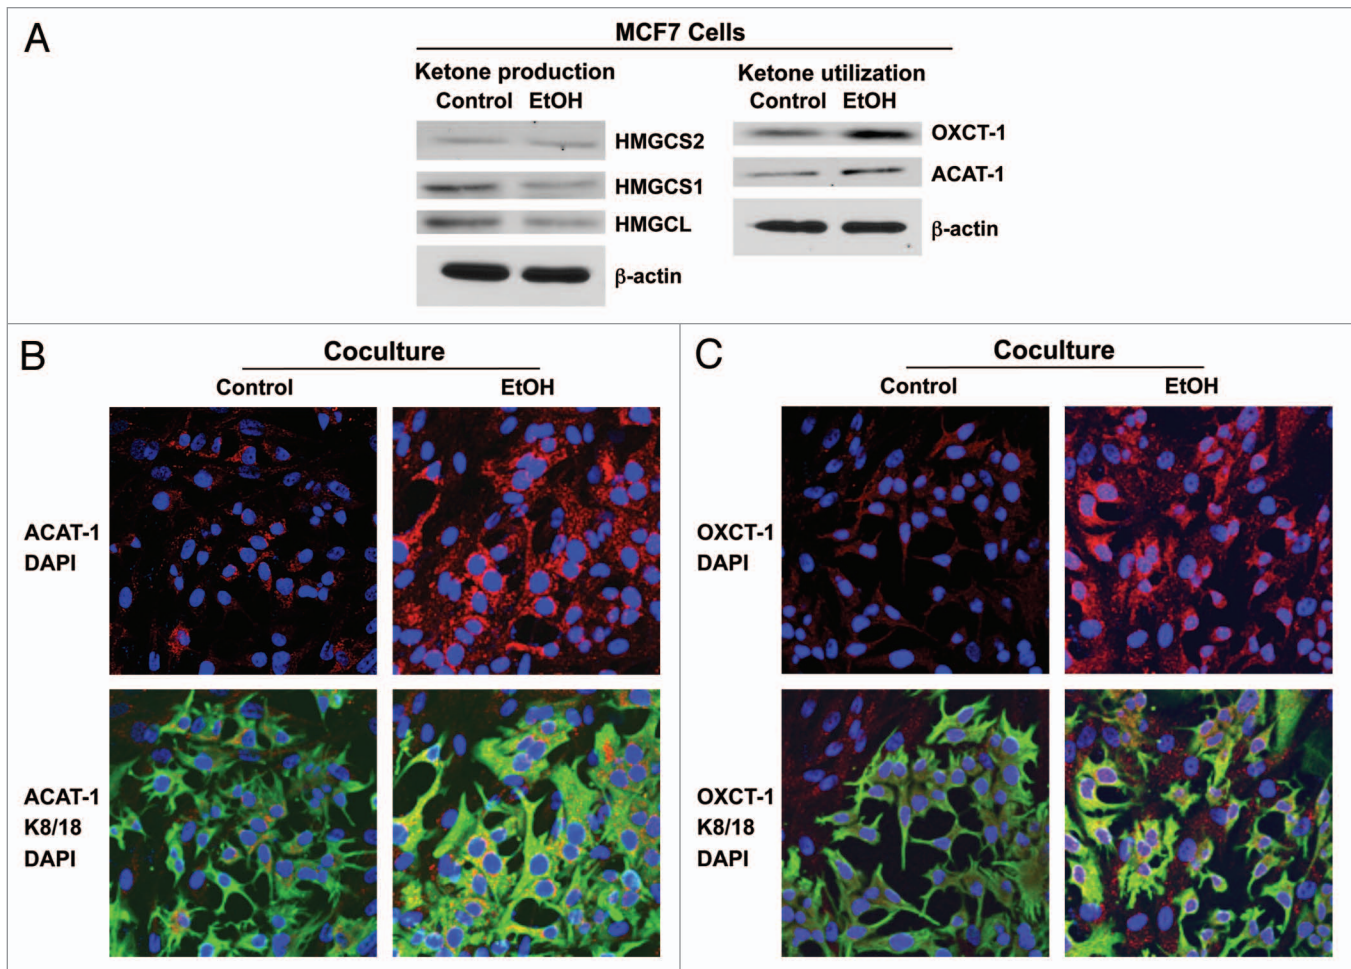 A
MCF7 Cells
Ketone production
Control EtOH
HMGCS2
HMGCS1
HMGCL
β-actin
Ketone utilization
Control EtOH
OXCT-1
ACAT-1
β-actin
B
Coculture
Control EtOH
ACAT-1
DAPI
ACAT-1
K8/18
DAPI
C
Coculture
Control EtOH
OXCT-1
DAPI
OXCT-1
K8/18
DAPI